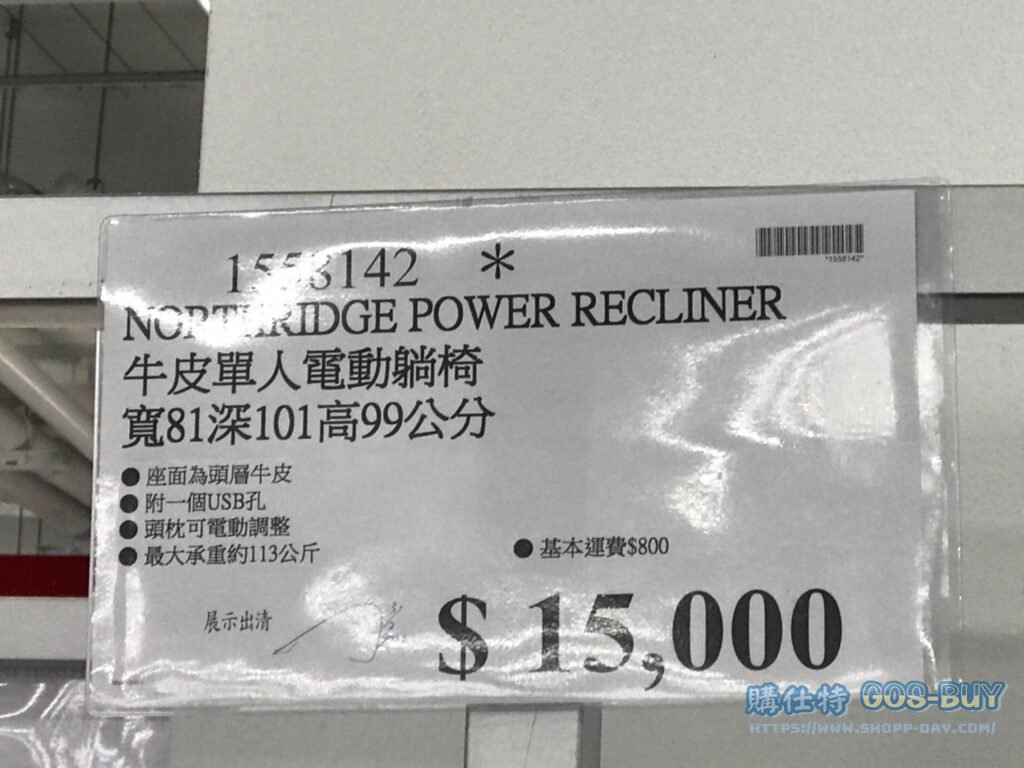 1558142 *
*1558142*
NORTHRIDGE POWER RECLINER
牛皮單人電動躺椅
寬81深101高99公分
● 座面為頭層牛皮
● 附一個USB孔
● 頭枕可電動調整
● 最大承重約113公斤
● 基本運費$800
展示出清
$ 15,000
購仕特 GOS-BUY
HTTPS://WWW.SHOPP-DAY.COM/